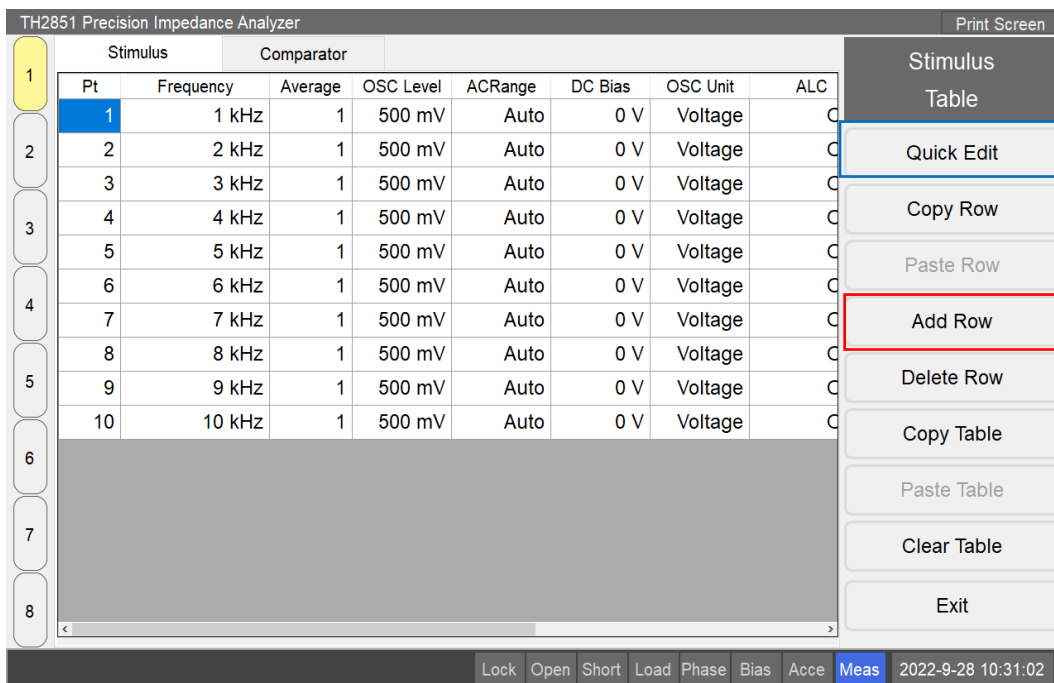 TH2851 Precision Impedance Analyzer Print Screen
Stimulus Comparator
Pt Frequency Average OSC Level ACRange DC Bias OSC Unit ALC
1 1 kHz 1 500 mV Auto 0 V Voltage
2 2 kHz 1 500 mV Auto 0 V Voltage
3 3 kHz 1 500 mV Auto 0 V Voltage
4 4 kHz 1 500 mV Auto 0 V Voltage
5 5 kHz 1 500 mV Auto 0 V Voltage
6 6 kHz 1 500 mV Auto 0 V Voltage
7 7 kHz 1 500 mV Auto 0 V Voltage
8 8 kHz 1 500 mV Auto 0 V Voltage
9 9 kHz 1 500 mV Auto 0 V Voltage
10 10 kHz 1 500 mV Auto 0 V Voltage
1
2
3
4
5
6
7
8
Stimulus
Table
Quick Edit
Copy Row
Paste Row
Add Row
Delete Row
Copy Table
Paste Table
Clear Table
Exit
Lock Open Short Load Phase Bias Acce Meas 2022-9-28 10:31:02